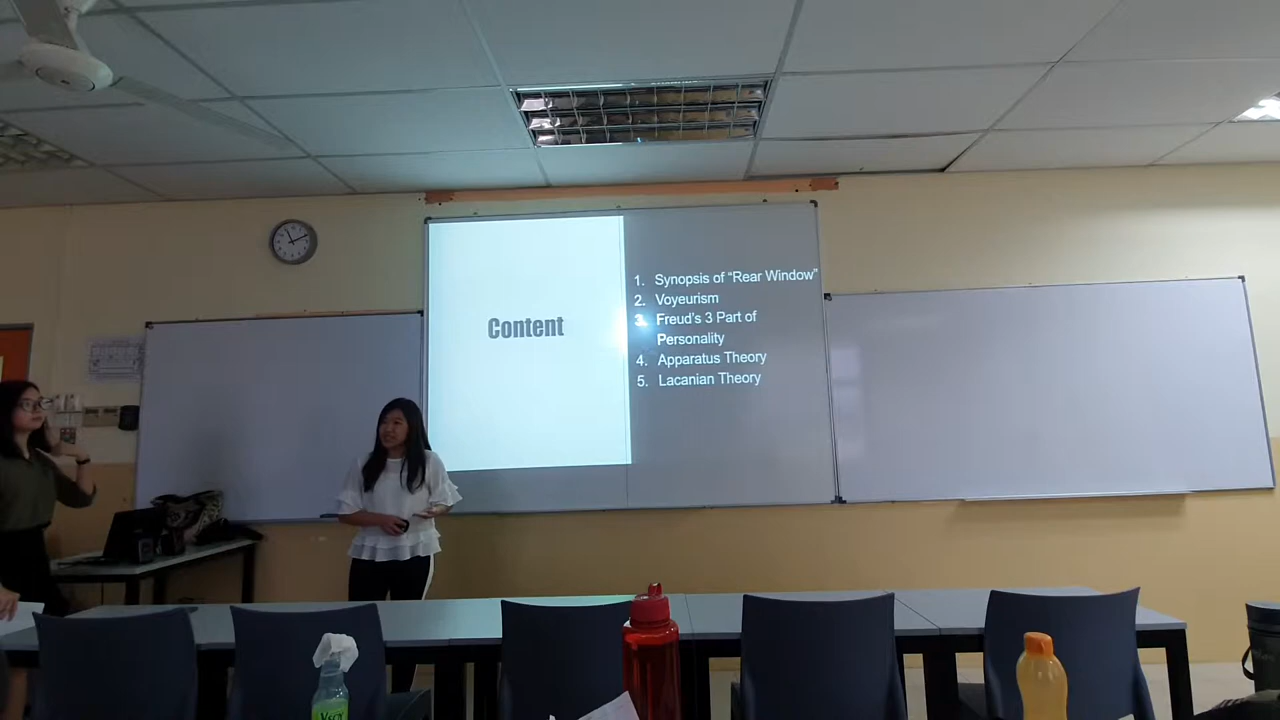 Content
1. Synopsis of “Rear Window”
2. Voyeurism
3. Freud's 3 Part of
Personality
4. Apparatus Theory
5. Lacanian Theory